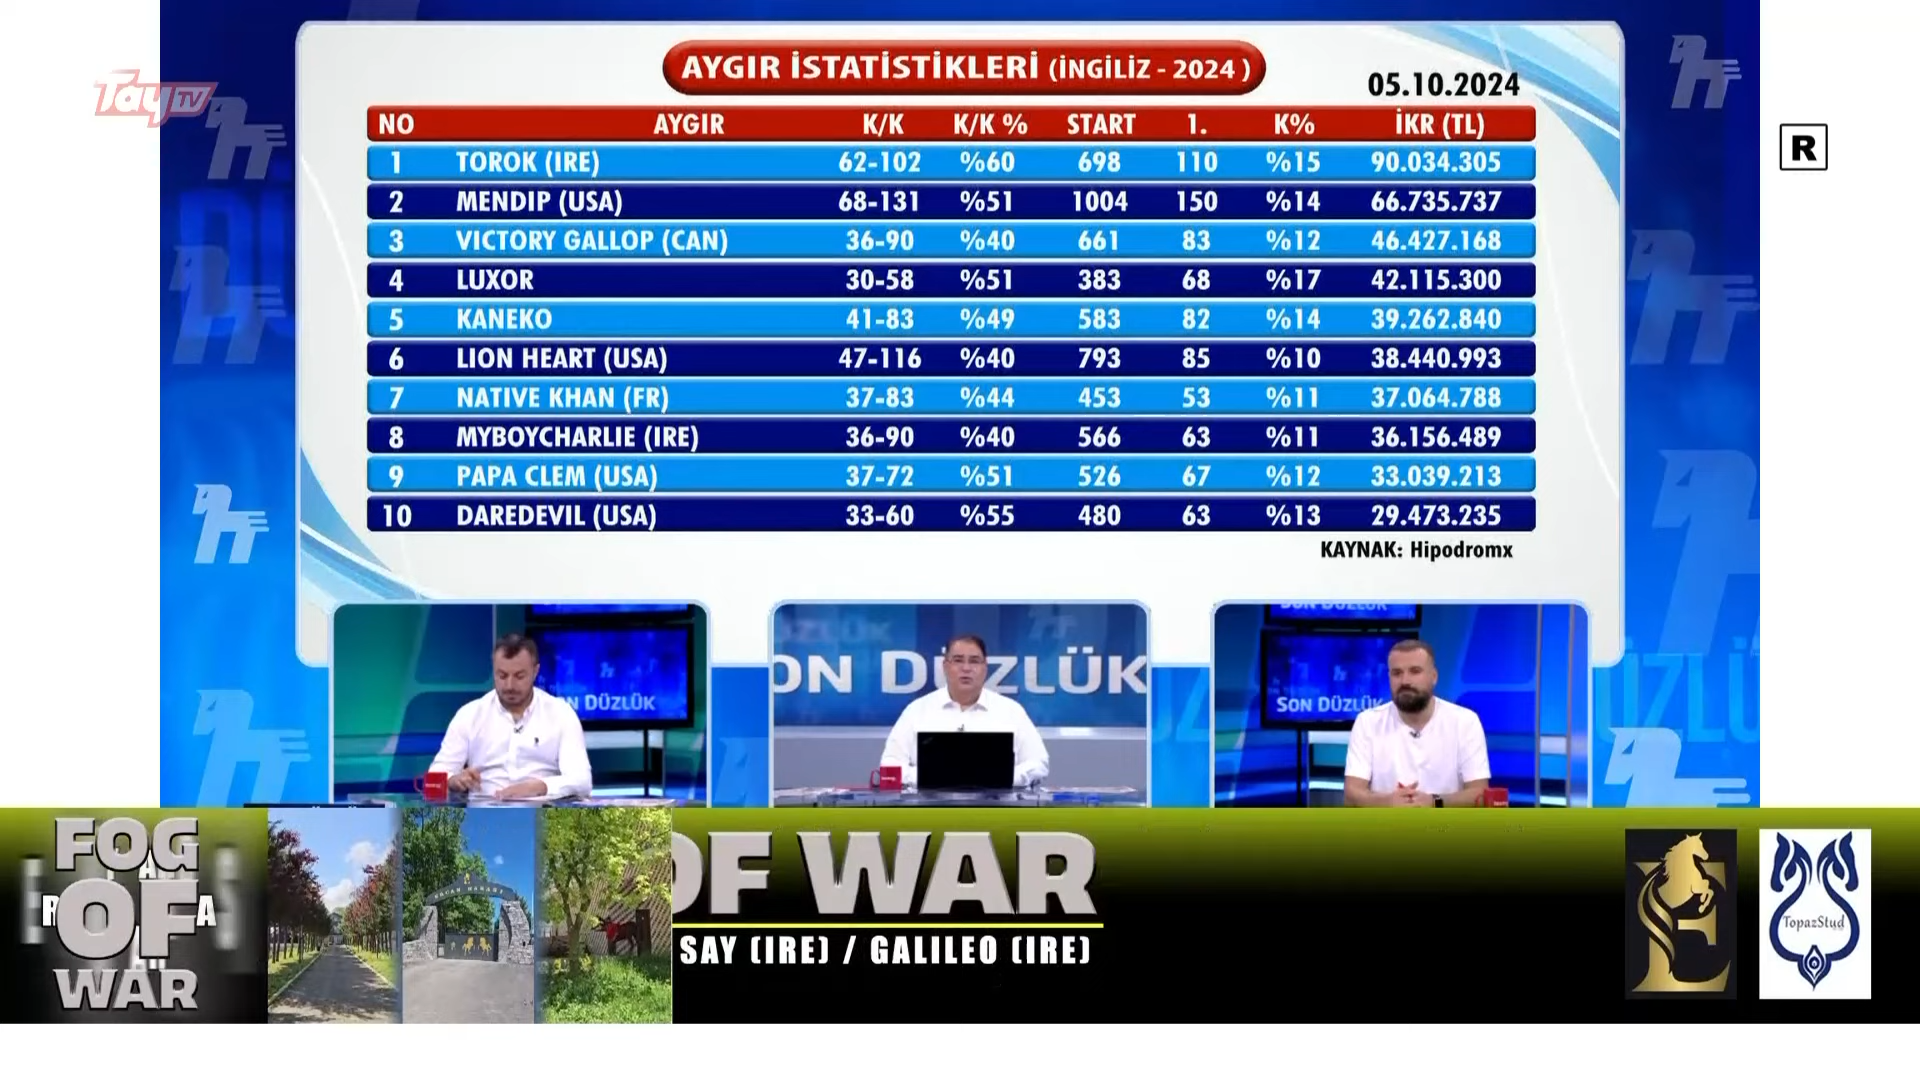 AYGIR İSTATİSTİKLERİ (İNGİLİZ - 2024 )
Tay TV
05.10.2024
R
NO AYGIR K/K K/K % START 1. K% İKR (TL)
1 TOROK (IRE) 62-102 %60 698 110 %15 90.034.305
2 MENDIP (USA) 68-131 %51 1004 150 %14 66.735.737
3 VICTORY GALLOP (CAN) 36-90 %40 661 83 %12 46.427.168
4 LUXOR 30-58 %51 383 68 %17 42.115.300
5 KANEKO 41-83 %49 583 82 %14 39.262.840
6 LION HEART (USA) 47-116 %40 793 85 %10 38.440.993
7 NATIVE KHAN (FR) 37-83 %44 453 53 %11 37.064.788
8 MYBOYCHARLIE (IRE) 36-90 %40 566 63 %11 36.156.489
9 PAPA CLEM (USA) 37-72 %51 526 67 %12 33.039.213
10 DAREDEVIL (USA) 33-60 %55 480 63 %13 29.473.235
KAYNAK: Hipodromx
SON DÜZLÜK
ON DÜZLÜK
N DÜZLÜK
SON DÜZLÜK
FOG
OF
WAR
OF WAR
SAY (IRE) / GALILEO (IRE)
TopazStud